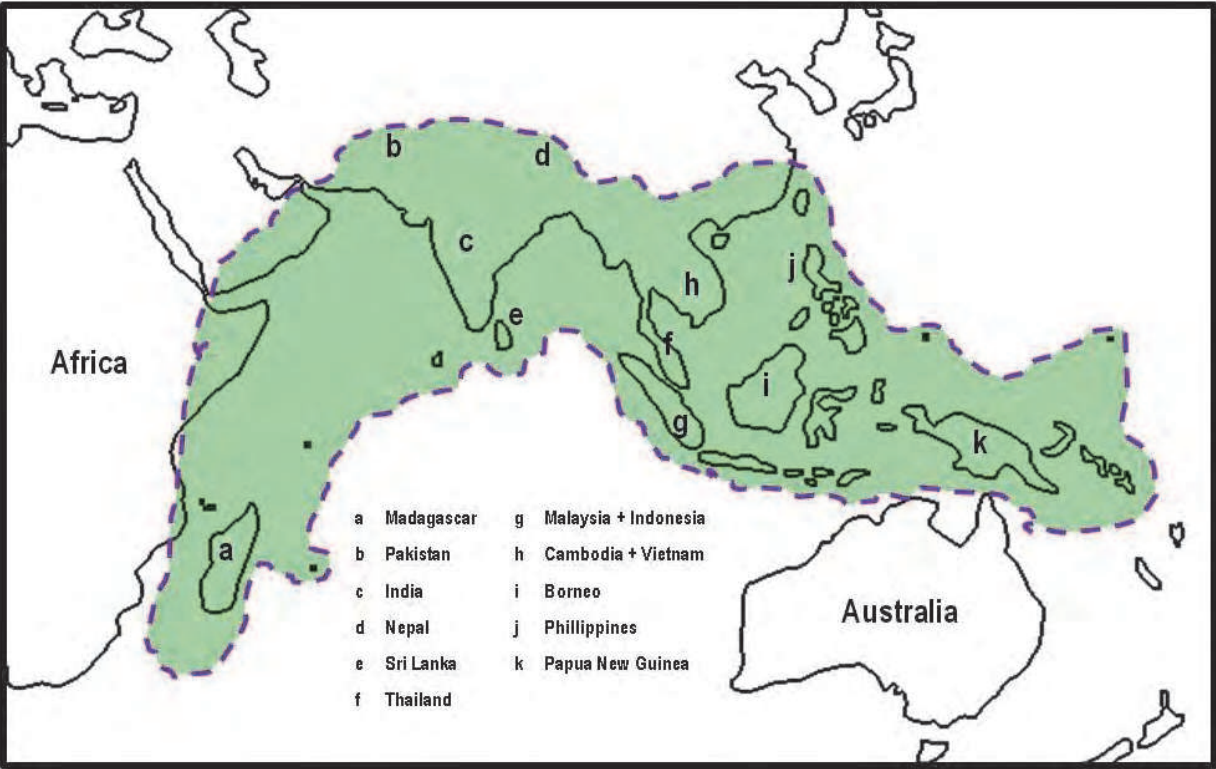 b
d
c
j
h
e
f
Africa
i
g
k
a Madagascar g Malaysia + Indonesia
a
b Pakistan h Cambodia + Vietnam
c India i Borneo
Australia
d Nepal j Phillippines
e Sri Lanka k Papua New Guinea
f Thailand